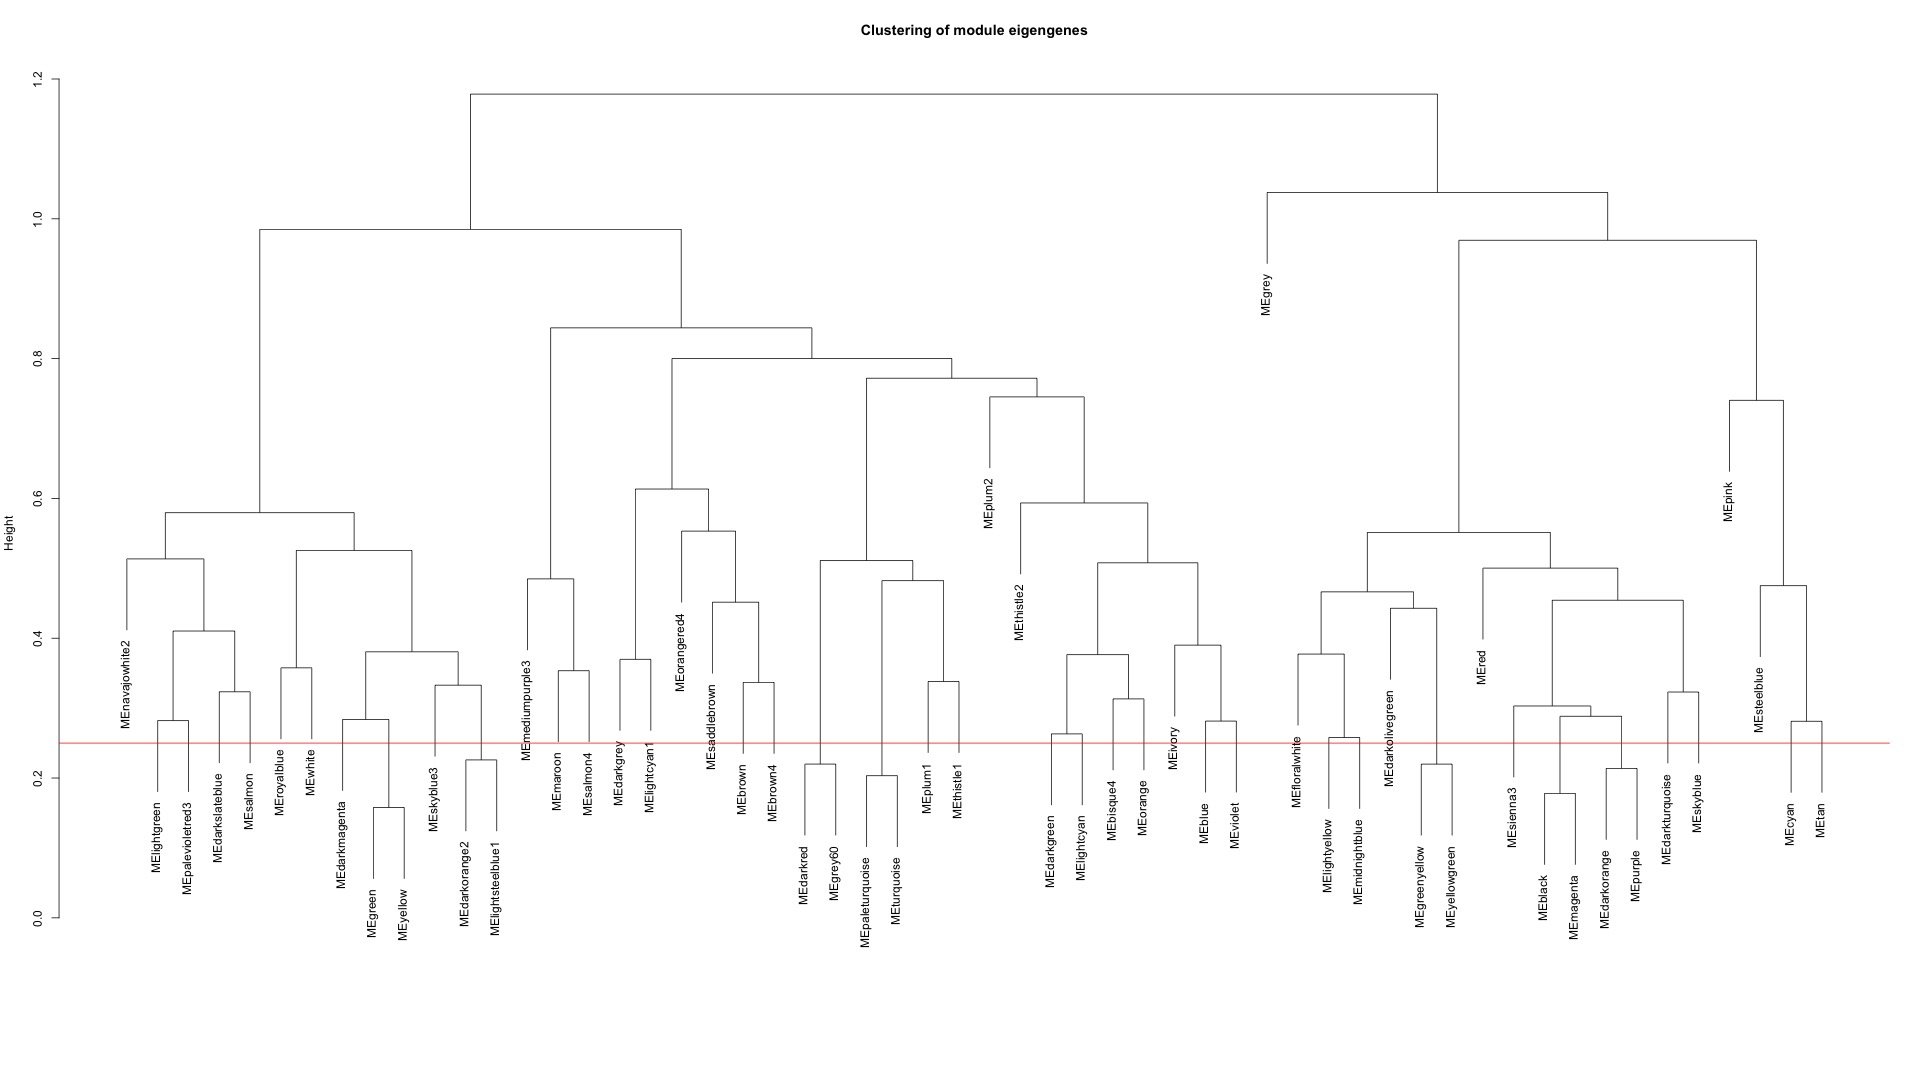 Clustering of module eigengenes
Height
1.2
1.0
0.8
0.6
0.4
0.2
0.0
MEnavajowhite2
MElightgreen
MEpalevioletred3
MEdarkslateblue
MEsalmon
MEroyalblue
MEwhite
MEdarkmagenta
MEgreen
MEyellow
MEskyblue3
MEdarkorange2
MElightsteelblue1
MEmediumpurple3
MEmaroon
MEsalmon4
MEdarkgrey
MElightcyan1
MEorangered4
MEsaddlebrown
MEbrown
MEbrown4
MEdarkred
MEgrey60
MEpaleturquoise
MEturquoise
MEplum1
MEthistle1
MEplum2
MEthistle2
MEdarkgreen
MElightcyan
MEbisque4
MEorange
MEivory
MEblue
MEviolet
MEgrey
MEfloralwhite
MElightyellow
MEmidnightblue
MEdarkolivegreen
MEgreenyellow
MEyellowgreen
MEred
MEsienna3
MEblack
MEmagenta
MEdarkorange
MEpurple
MEdarkturquoise
MEskyblue
MEpink
MEsteelblue
MEcyan
MEtan